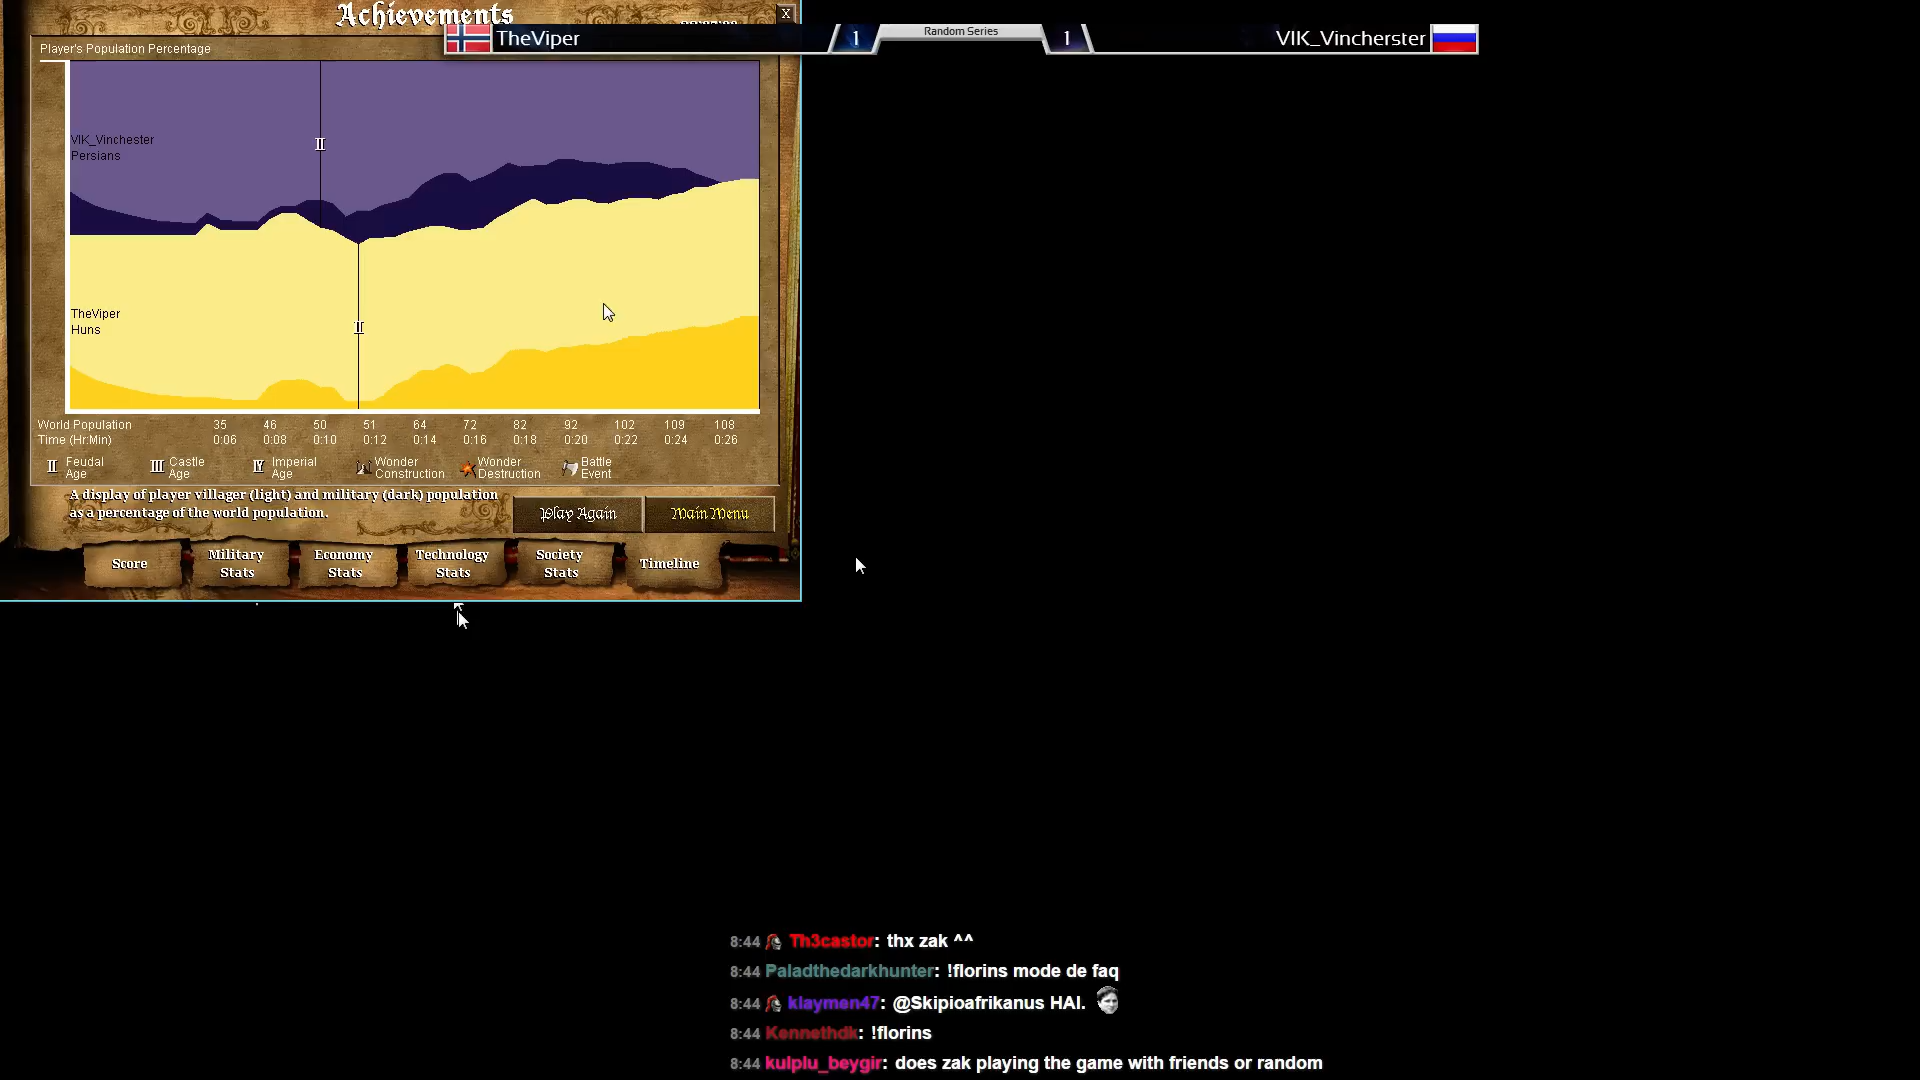 Achievements
X
TheViper
1
Random Series
1
VIK_Vincherster
Player's Population Percentage
II
VIK_Vinchester
Persians
II
TheViper
Huns
World Population 35 46 50 51 64 72 82 92 102 109 108
Time (Hr:Min) 0:06 0:08 0:10 0:12 0:14 0:16 0:18 0:20 0:22 0:24 0:26
II Feudal Age
III Castle Age
IV Imperial Age
Wonder Construction
Wonder Destruction
Battle Event
A display of player villager (light) and military (dark) population
as a percentage of the world population.
Play Again
Main Menu
Score
Military Stats
Economy Stats
Technology Stats
Society Stats
Timeline
8:44 Th3castor: thx zak ^^
8:44 Paladthedarkhunter: !florins mode de faq
8:44 klaymen47: @Skipioafrikanus HAI.
8:44 Kennethdk: !florins
8:44 kulplu_beygir: does zak playing the game with friends or random